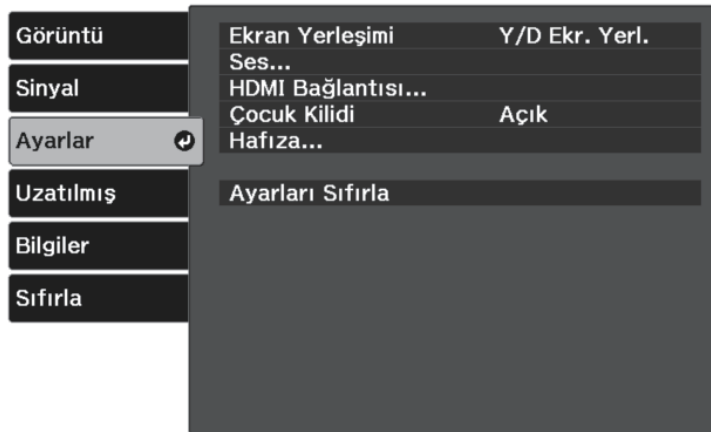 Görüntü
Sinyal
Ayarlar
Uzatılmış
Bilgiler
Sıfırla
Ekran Yerleşimi Y/D Ekr. Yerl.
Ses...
HDMI Bağlantısı...
Çocuk Kilidi Açık
Hafıza...
Ayarları Sıfırla